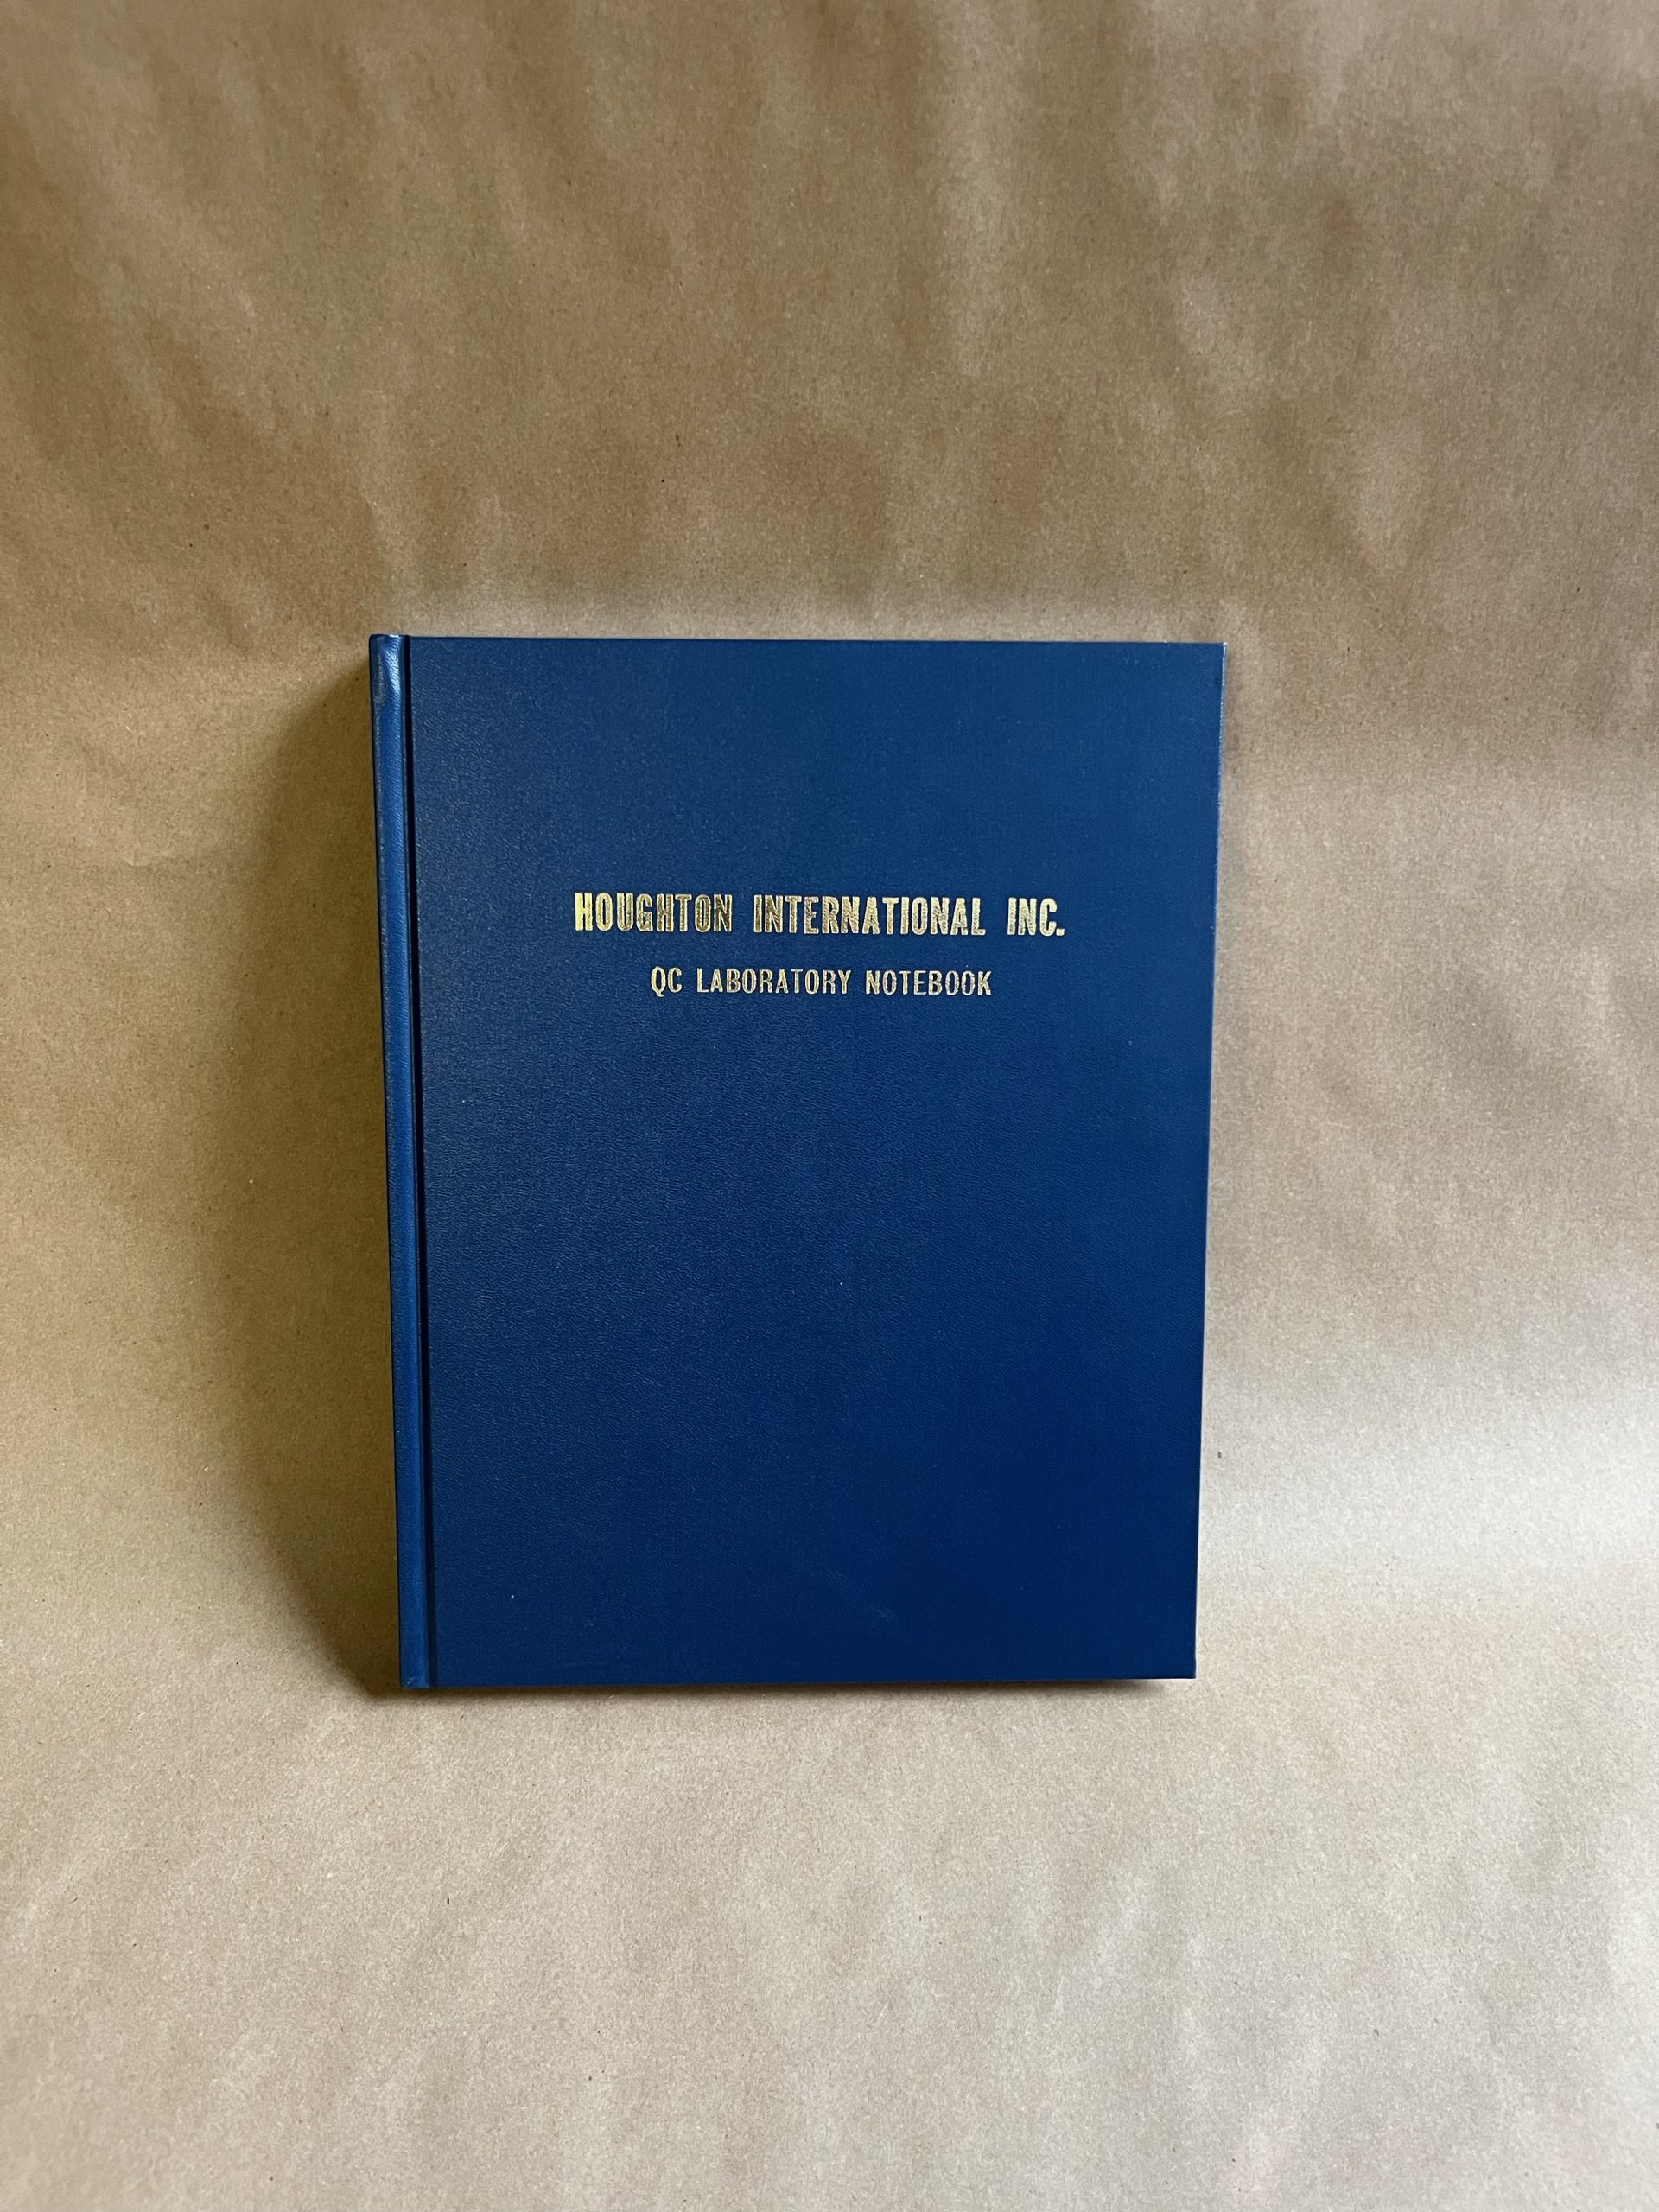 HOUGHTON INTERNATIONAL INC.
QC LABORATORY NOTEBOOK